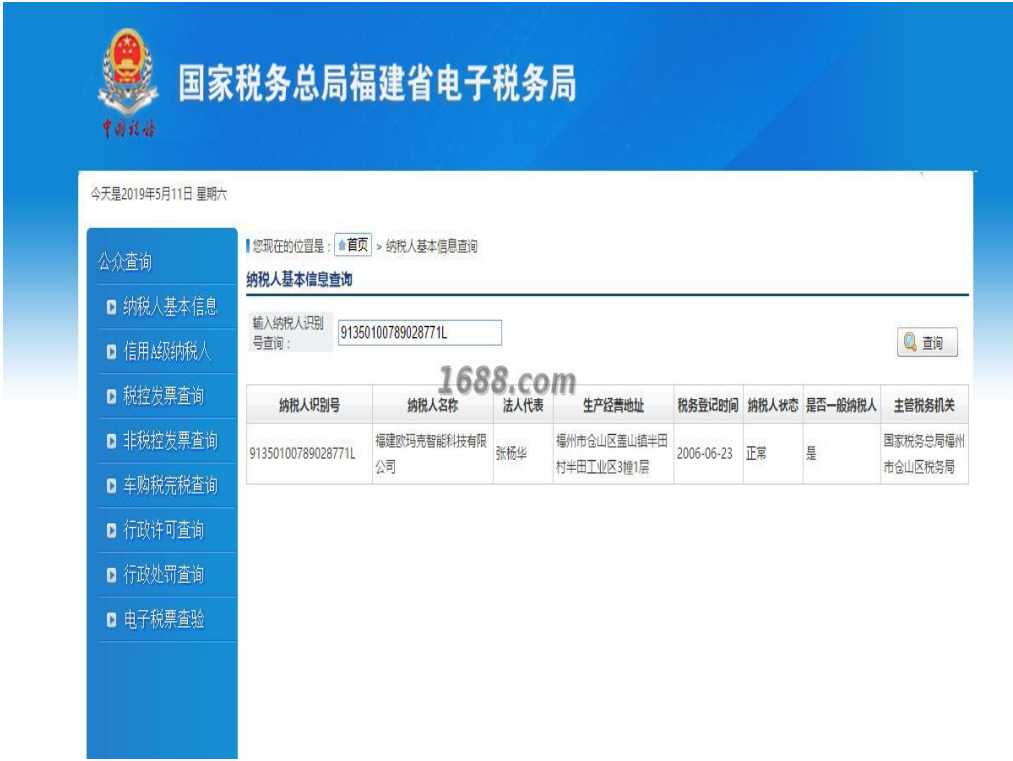 国家税务总局福建省电子税务局
中国税务
今天是2019年5月11日 星期六
公众查询
纳税人基本信息
信用A级纳税人
税控发票查询
非税控发票查询
车购税完税查询
行政许可查询
行政处罚查询
电子税票查验
您现在的位置是： 首页 > 纳税人基本信息查询
纳税人基本信息查询
输入纳税人识别
号查询：
91350100789028771L
查询
1688.com
纳税人识别号 纳税人名称 法人代表 生产经营地址 税务登记时间 纳税人状态 是否一般纳税人 主管税务机关
91350100789028771L 福建欧玛克智能科技有限 张杨华 福州市仓山区盖山镇半田 2006-06-23 正常 是 国家税务总局福州
公司 村半田工业区3幢1层 市仓山区税务局